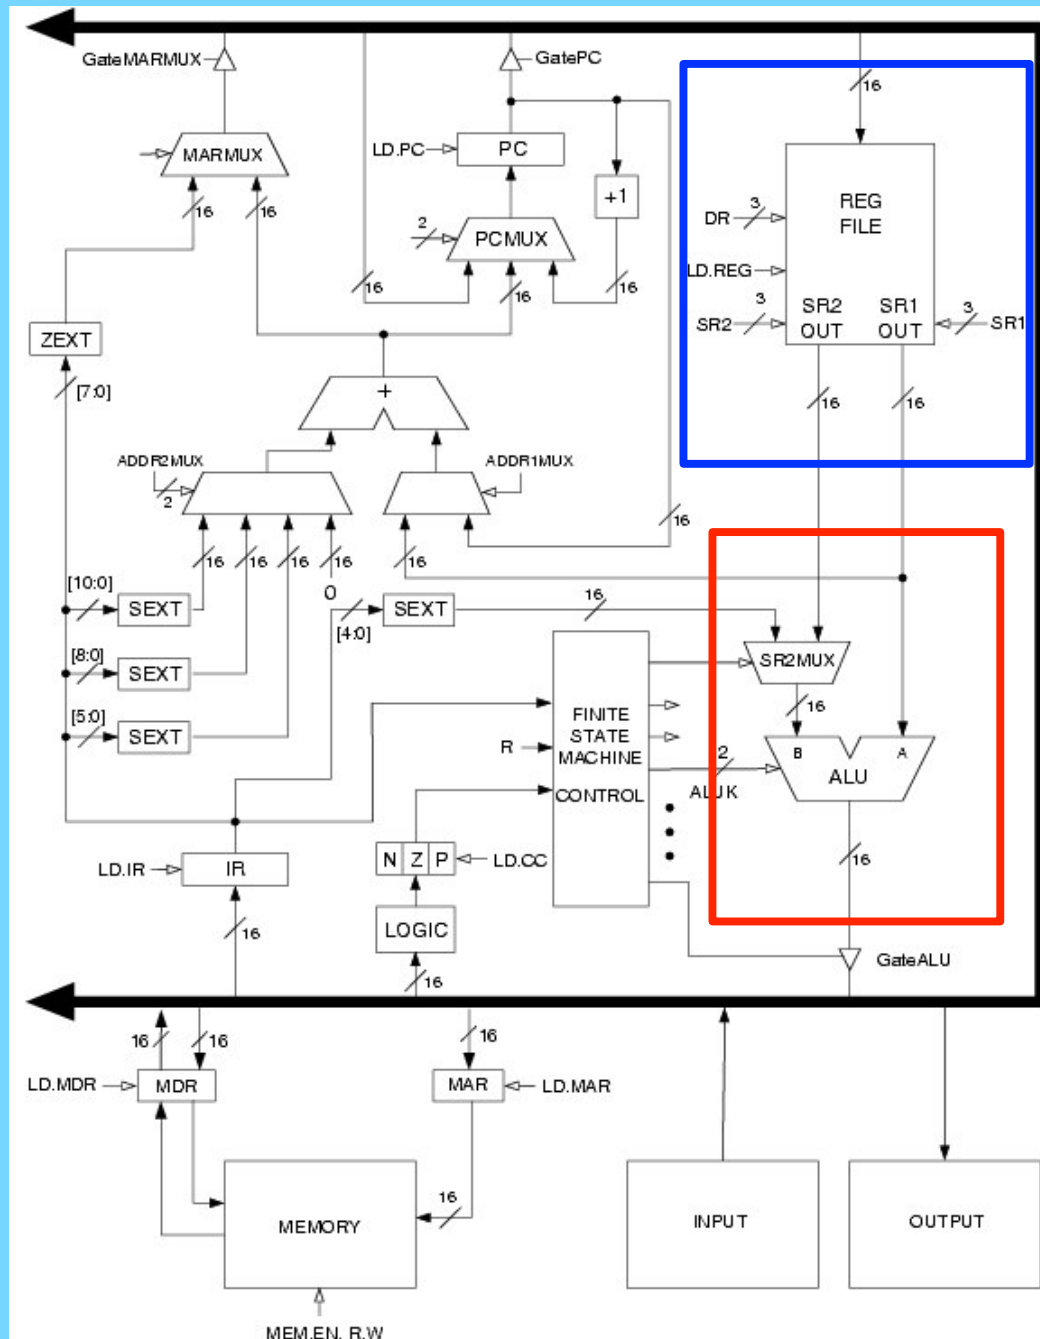 GateMARMUX
GatePC
16
MARMUX
LD.PC
PC
16
16
+1
2
PCMUX
16
16
16
REG
FILE
DR
3
LD.REG
SR2
3
SR2
OUT
SR1
OUT
3
SR1
16
16
ZEXT
[7:0]
+
ADDR2MUX
2
ADDR1MUX
16
16
16
16
16
16
0
[10:0]
SEXT
[4:0]
SEXT
16
[8:0]
SEXT
[5:0]
SEXT
SR2MUX
16
FINITE
STATE
MACHINE
CONTROL
R
2
ALUK
B
A
ALU
16
LD.IR
IR
16
N Z P
LD.CC
LOGIC
16
GateALU
16
16
16
LD.MDR
MDR
MAR
LD.MAR
16
MEMORY
INPUT
OUTPUT
MEM.EN, R.W